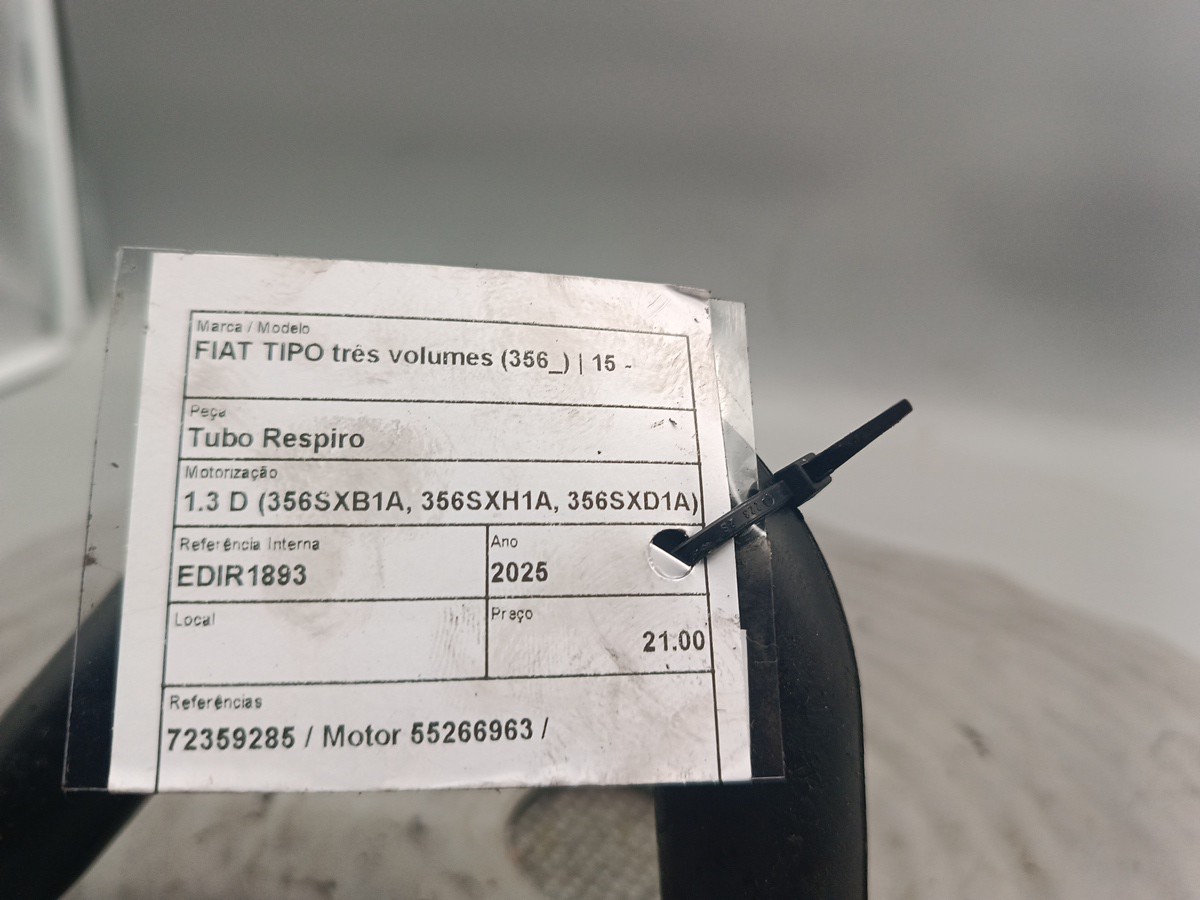 Marca / Modelo
FIAT TIPO três volumes (356_) | 15 -
Peça
Tubo Respiro
Motorização
1.3 D (356SXB1A, 356SXH1A, 356SXD1A)
Referência Interna
EDIR1893
Ano
2025
Local
Preço
21.00
Referências
72359285 / Motor 55266963 /